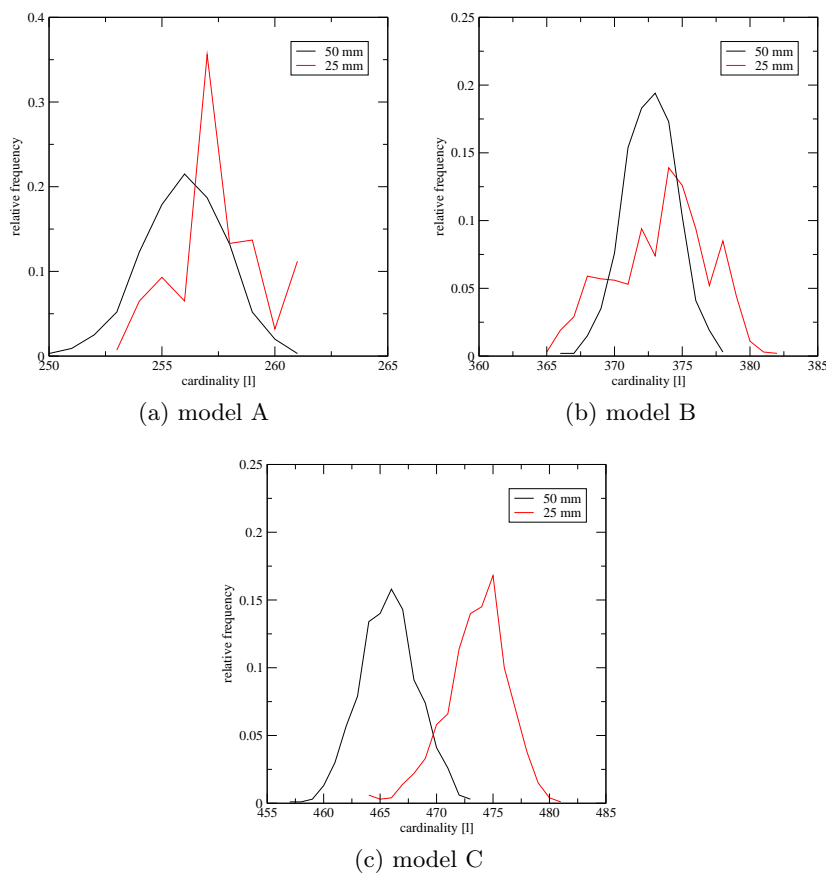 0.4
0.3
0.2
0.1
0
relative frequency
50 mm
25 mm
250 255 260 265
cardinality [l]
(a) model A
0.25
0.2
0.15
0.1
0.05
0
relative frequency
50 mm
25 mm
360 365 370 375 380 385
cardinality [l]
(b) model B
0.25
0.2
0.15
0.1
0.05
0
relative frequency
50 mm
25 mm
455 460 465 470 475 480 485
cardinality [l]
(c) model C